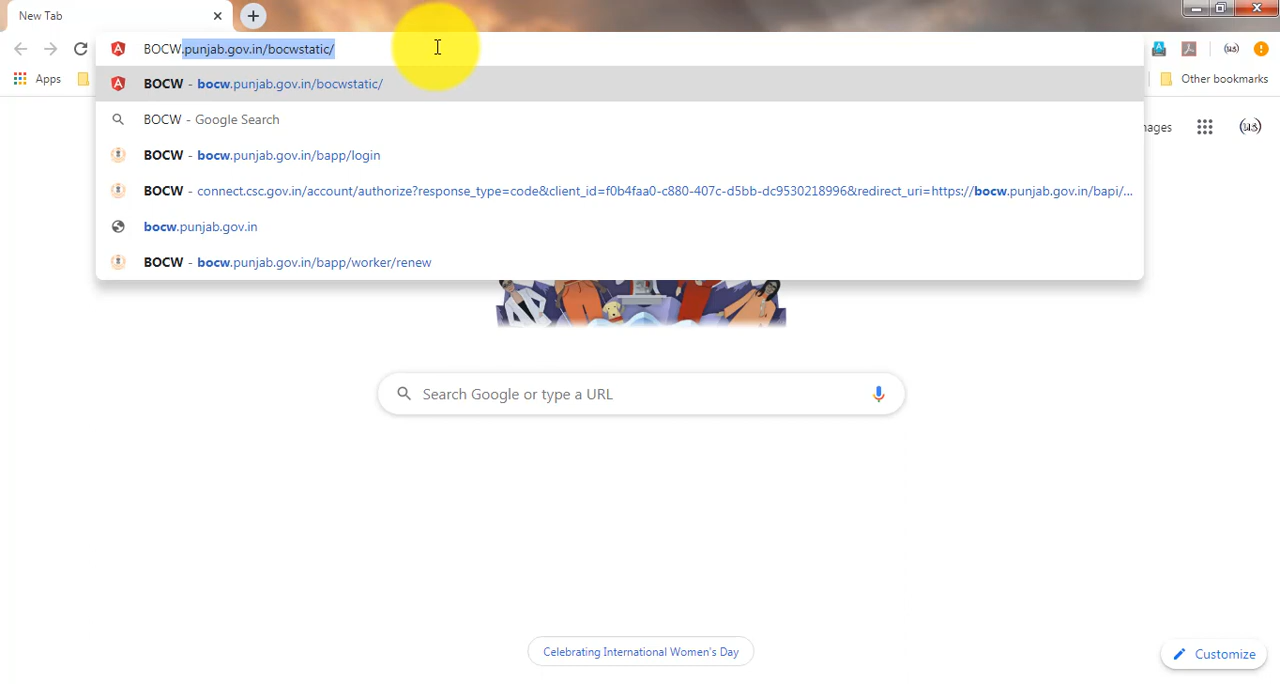 New Tab
BOCW.punjab.gov.in/bocwstatic/
Apps
Other bookmarks
BOCW - bocw.punjab.gov.in/bocwstatic/
BOCW - Google Search
ages
BOCW - bocw.punjab.gov.in/bapp/login
BOCW - connect.csc.gov.in/account/authorize?response_type=code&client_id=f0b4faa0-c880-407c-d5bb-dc9530218996&redirect_uri=https://bocw.punjab.gov.in/bapi/...
bocw.punjab.gov.in
BOCW - bocw.punjab.gov.in/bapp/worker/renew
Search Google or type a URL
Celebrating International Women's Day
Customize